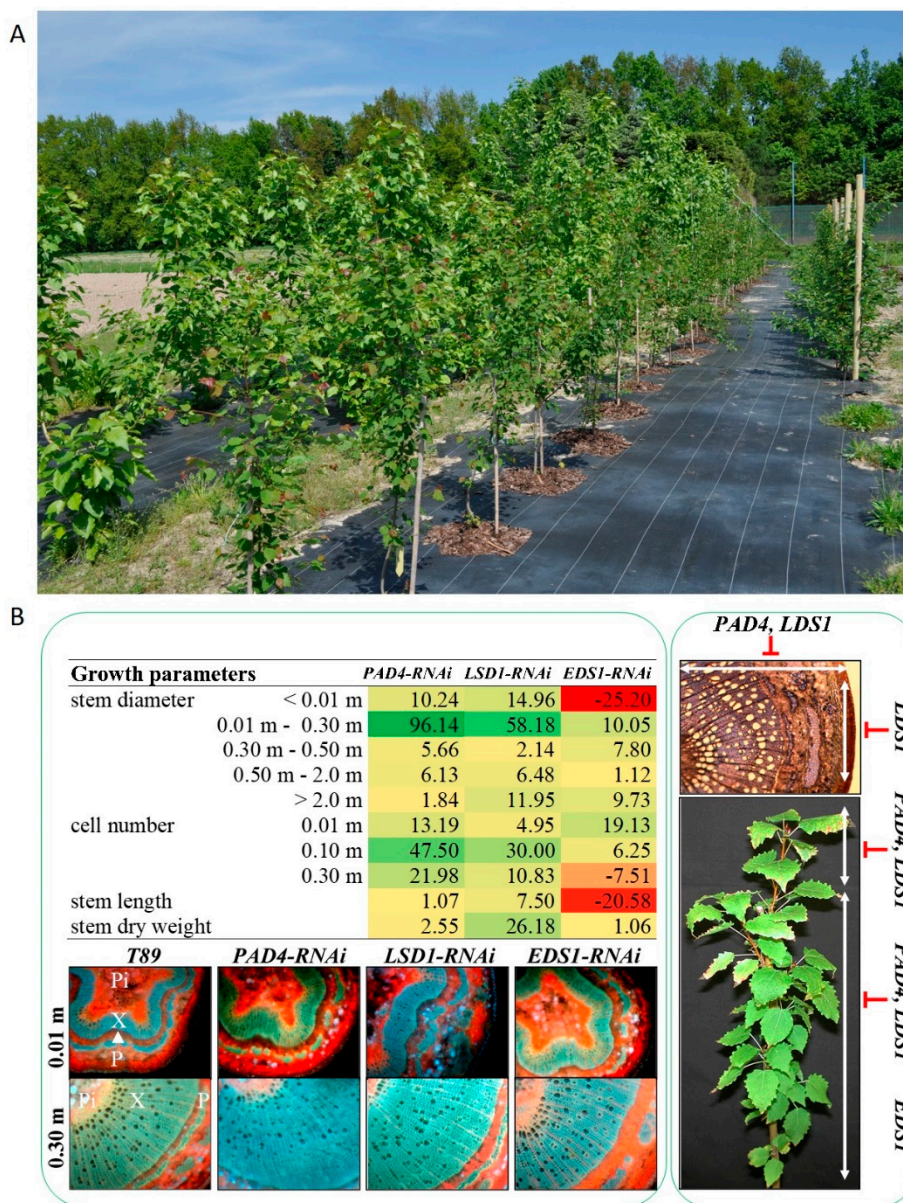 A
B
PAD4, LDS1
Growth parameters PAD4-RNAi LSD1-RNAi EDS1-RNAi
stem diameter < 0.01 m 10.24 14.96 -25.20
0.01 m - 0.30 m 96.14 58.18 10.05
0.30 m - 0.50 m 5.66 2.14 7.80
0.50 m - 2.0 m 6.13 6.48 1.12
> 2.0 m 1.84 11.95 9.73
cell number 0.01 m 13.19 4.95 19.13
0.10 m 47.50 30.00 6.25
0.30 m 21.98 10.83 -7.51
stem length 1.07 7.50 -20.58
stem dry weight 2.55 26.18 1.06
T89 PAD4-RNAi LSD1-RNAi EDS1-RNAi
0.01 m
Pi
X
P
0.30 m
Pi X P
LDS1
PAD4, LDS1
PAD4, LDS1
EDS1